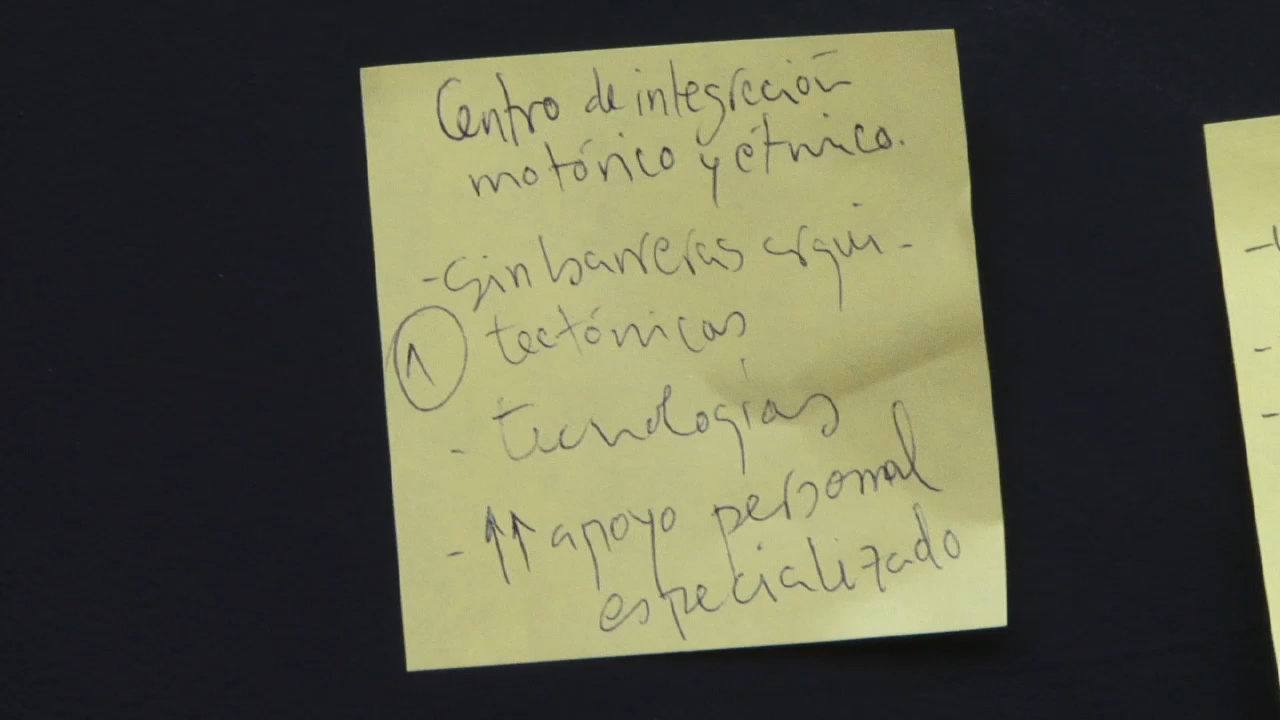 Centro de integración
motórico y étnico.
- Sin barreras arqui-
tectónicas
1
- tecnologías
- ↑↑ apoyo personal
especializado